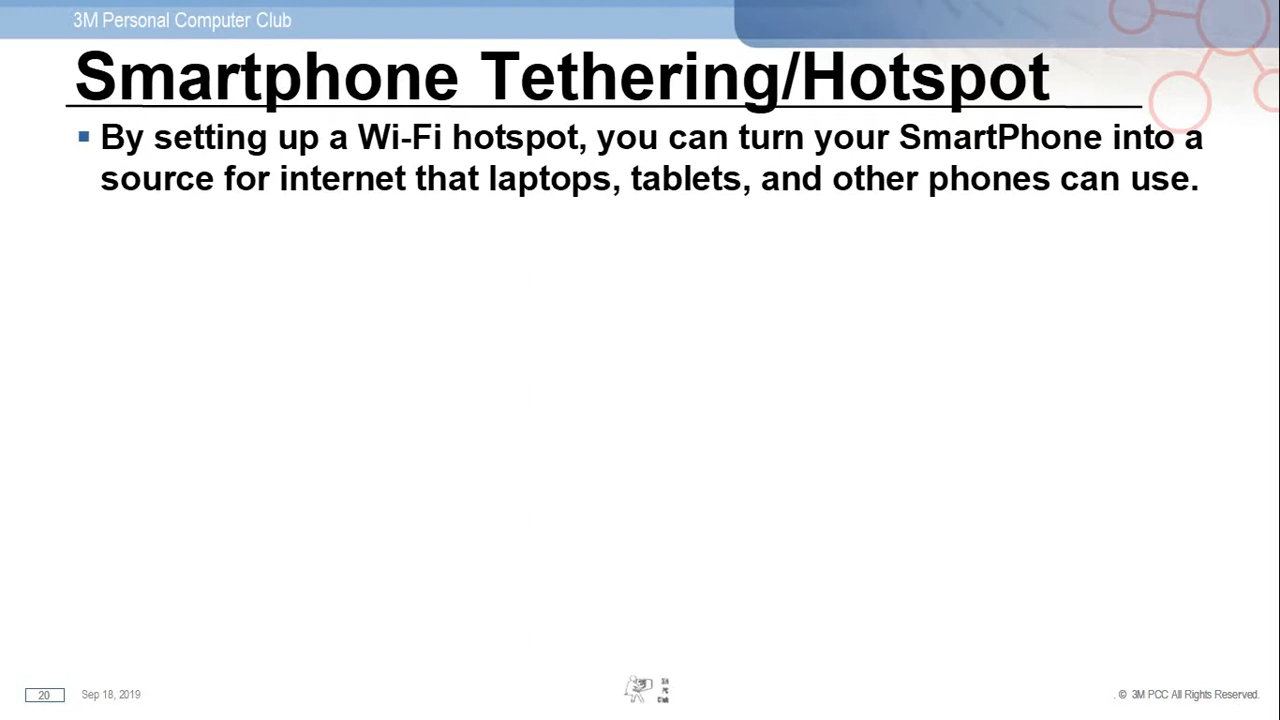 3M Personal Computer Club
Smartphone Tethering/Hotspot
▪ By setting up a Wi-Fi hotspot, you can turn your SmartPhone into a
source for internet that laptops, tablets, and other phones can use.
20
Sep 18, 2019
Club
. © 3M PCC All Rights Reserved.